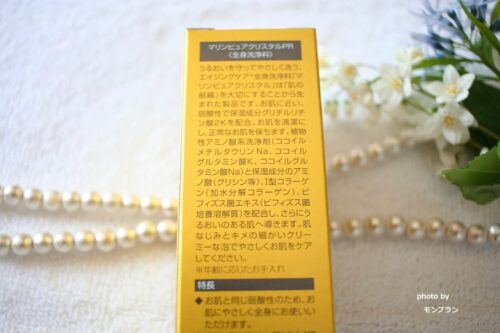 マリンピュアクリスタルPR
〈全身洗浄料〉
うるおいを守ってやさしく洗う、
エイジングケア※全身洗浄料「マ
リンピュアクリスタル」は「肌の
組織」を大切にすることから生
まれた製品です。お肌に近い、
弱酸性で保湿成分グリチルリ
チン酸2Kを配合。お肌を清潔に
し、正常なお肌を保ちます。植物
性アミノ酸系洗浄剤（ココイル
メチルタウリンNa、ココイル
グルタミン酸K、ココイルグル
タミン酸Na）と保湿成分のアミ
ノ酸（グリシン等）、I型コラーゲ
ン（加水分解コラーゲン）、ビ
フィズス菌エキス（ビフィズス菌
培養溶解質）を配合し、さらにう
るおいのある肌へ導きます。肌
なじみとキメの細かいクリー
ミーな泡でやさしくお肌をケア
してください。
※年齢に応じたお手入れ
特長
◆お肌と同じ弱酸性のため、お
肌にやさしく全身にお使いい
ただけます。
photo by
モンブラン